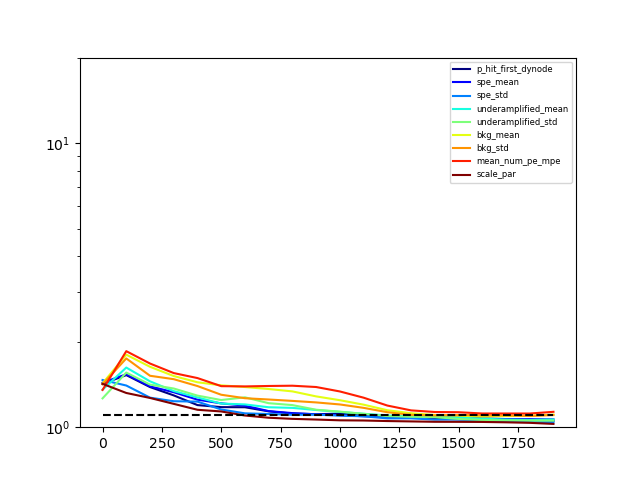 10¹
10⁰
0
250
500
750
1000
1250
1500
1750
p_hit_first_dynode
spe_mean
spe_std
underamplified_mean
underamplified_std
bkg_mean
bkg_std
mean_num_pe_mpe
scale_par